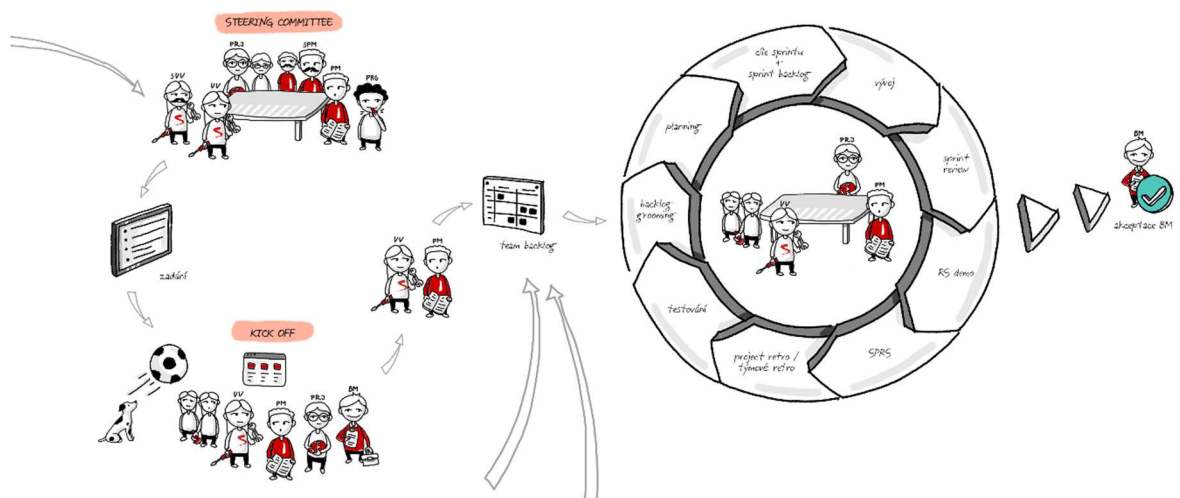 STEERING COMMITTEE
PRJ
SPM
PM
PRG
SVV
VV
zadání
KICK OFF
VV
PM
PRJ
BM
VV
PM
team backlog
cíle sprintu
+
sprint backlog
vývoj
sprint
review
RS demo
SPRS
project retro /
týmové retro
testování
backlog
grooming
planning
PRJ
PM
VV
BM
akceptace BM